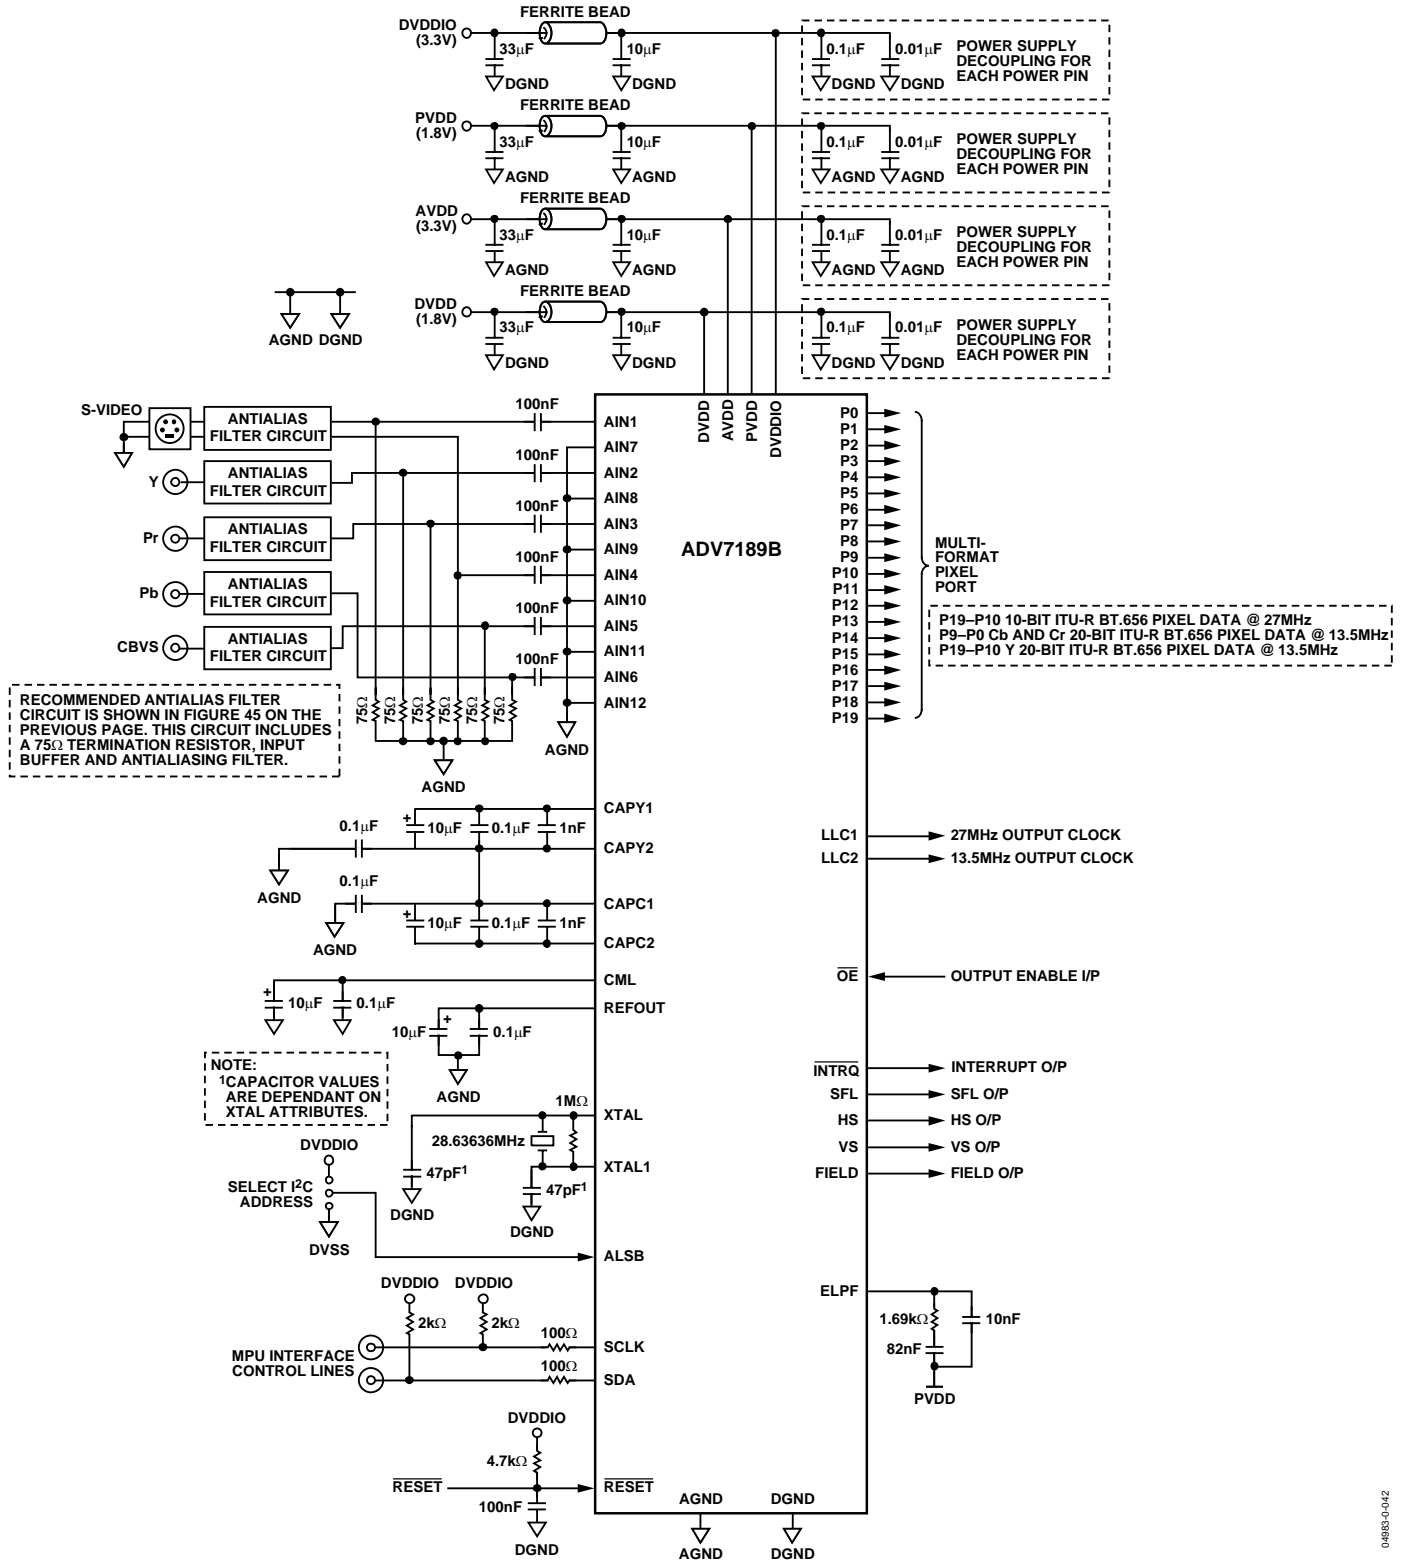 FERRITE BEAD
DVDDIO
(3.3V)
33μF
DGND
10μF
DGND
0.1μF
DGND
0.01μF
DGND
POWER SUPPLY
DECOUPLING FOR
EACH POWER PIN
FERRITE BEAD
PVDD
(1.8V)
33μF
AGND
10μF
AGND
0.1μF
AGND
0.01μF
AGND
POWER SUPPLY
DECOUPLING FOR
EACH POWER PIN
FERRITE BEAD
AVDD
(3.3V)
33μF
AGND
10μF
AGND
0.1μF
AGND
0.01μF
AGND
POWER SUPPLY
DECOUPLING FOR
EACH POWER PIN
FERRITE BEAD
DVDD
(1.8V)
33μF
DGND
10μF
DGND
0.1μF
DGND
0.01μF
DGND
POWER SUPPLY
DECOUPLING FOR
EACH POWER PIN
AGND DGND
S-VIDEO
ANTIALIAS
FILTER CIRCUIT
Y
ANTIALIAS
FILTER CIRCUIT
Pr
ANTIALIAS
FILTER CIRCUIT
Pb
ANTIALIAS
FILTER CIRCUIT
CBVS
ANTIALIAS
FILTER CIRCUIT
100nF
100nF
100nF
100nF
100nF
100nF
75Ω
75Ω
75Ω
75Ω
75Ω
75Ω
AGND
AGND
RECOMMENDED ANTIALIAS FILTER
CIRCUIT IS SHOWN IN FIGURE 45 ON THE
PREVIOUS PAGE. THIS CIRCUIT INCLUDES
A 75Ω TERMINATION RESISTOR, INPUT
BUFFER AND ANTIALIASING FILTER.
AIN1
AIN7
AIN2
AIN8
AIN3
AIN9
AIN4
AIN10
AIN5
AIN11
AIN6
AIN12
DVDD
AVDD
PVDD
DVDDIO
ADV7189B
P0
P1
P2
P3
P4
P5
P6
P7
P8
P9
P10
P11
P12
P13
P14
P15
P16
P17
P18
P19
MULTI-
FORMAT
PIXEL
PORT
P19–P10 10-BIT ITU-R BT.656 PIXEL DATA @ 27MHz
P9–P0 Cb AND Cr 20-BIT ITU-R BT.656 PIXEL DATA @ 13.5MHz
P19–P10 Y 20-BIT ITU-R BT.656 PIXEL DATA @ 13.5MHz
0.1μF
AGND
+
10μF
0.1μF
1nF
CAPY1
CAPY2
0.1μF
AGND
+
10μF
0.1μF
1nF
CAPC1
CAPC2
LLC1
27MHz OUTPUT CLOCK
LLC2
13.5MHz OUTPUT CLOCK
+
10μF
0.1μF
CML
OE
OUTPUT ENABLE I/P
10μF
+
0.1μF
AGND
REFOUT
NOTE:
1CAPACITOR VALUES
ARE DEPENDANT ON
XTAL ATTRIBUTES.
1MΩ
28.63636MHz
47pF1
DGND
47pF1
DGND
XTAL
XTAL1
INTRQ
INTERRUPT O/P
SFL
SFL O/P
HS
HS O/P
VS
VS O/P
FIELD
FIELD O/P
DVDDIO
SELECT I2C
ADDRESS
DVSS
ALSB
DVDDIO
DVDDIO
2kΩ
2kΩ
MPU INTERFACE
CONTROL LINES
100Ω
SCLK
100Ω
SDA
ELPF
1.69kΩ
82nF
10nF
PVDD
DVDDIO
4.7kΩ
RESET
RESET
100nF
DGND
AGND
DGND
AGND
DGND
04983-0-042